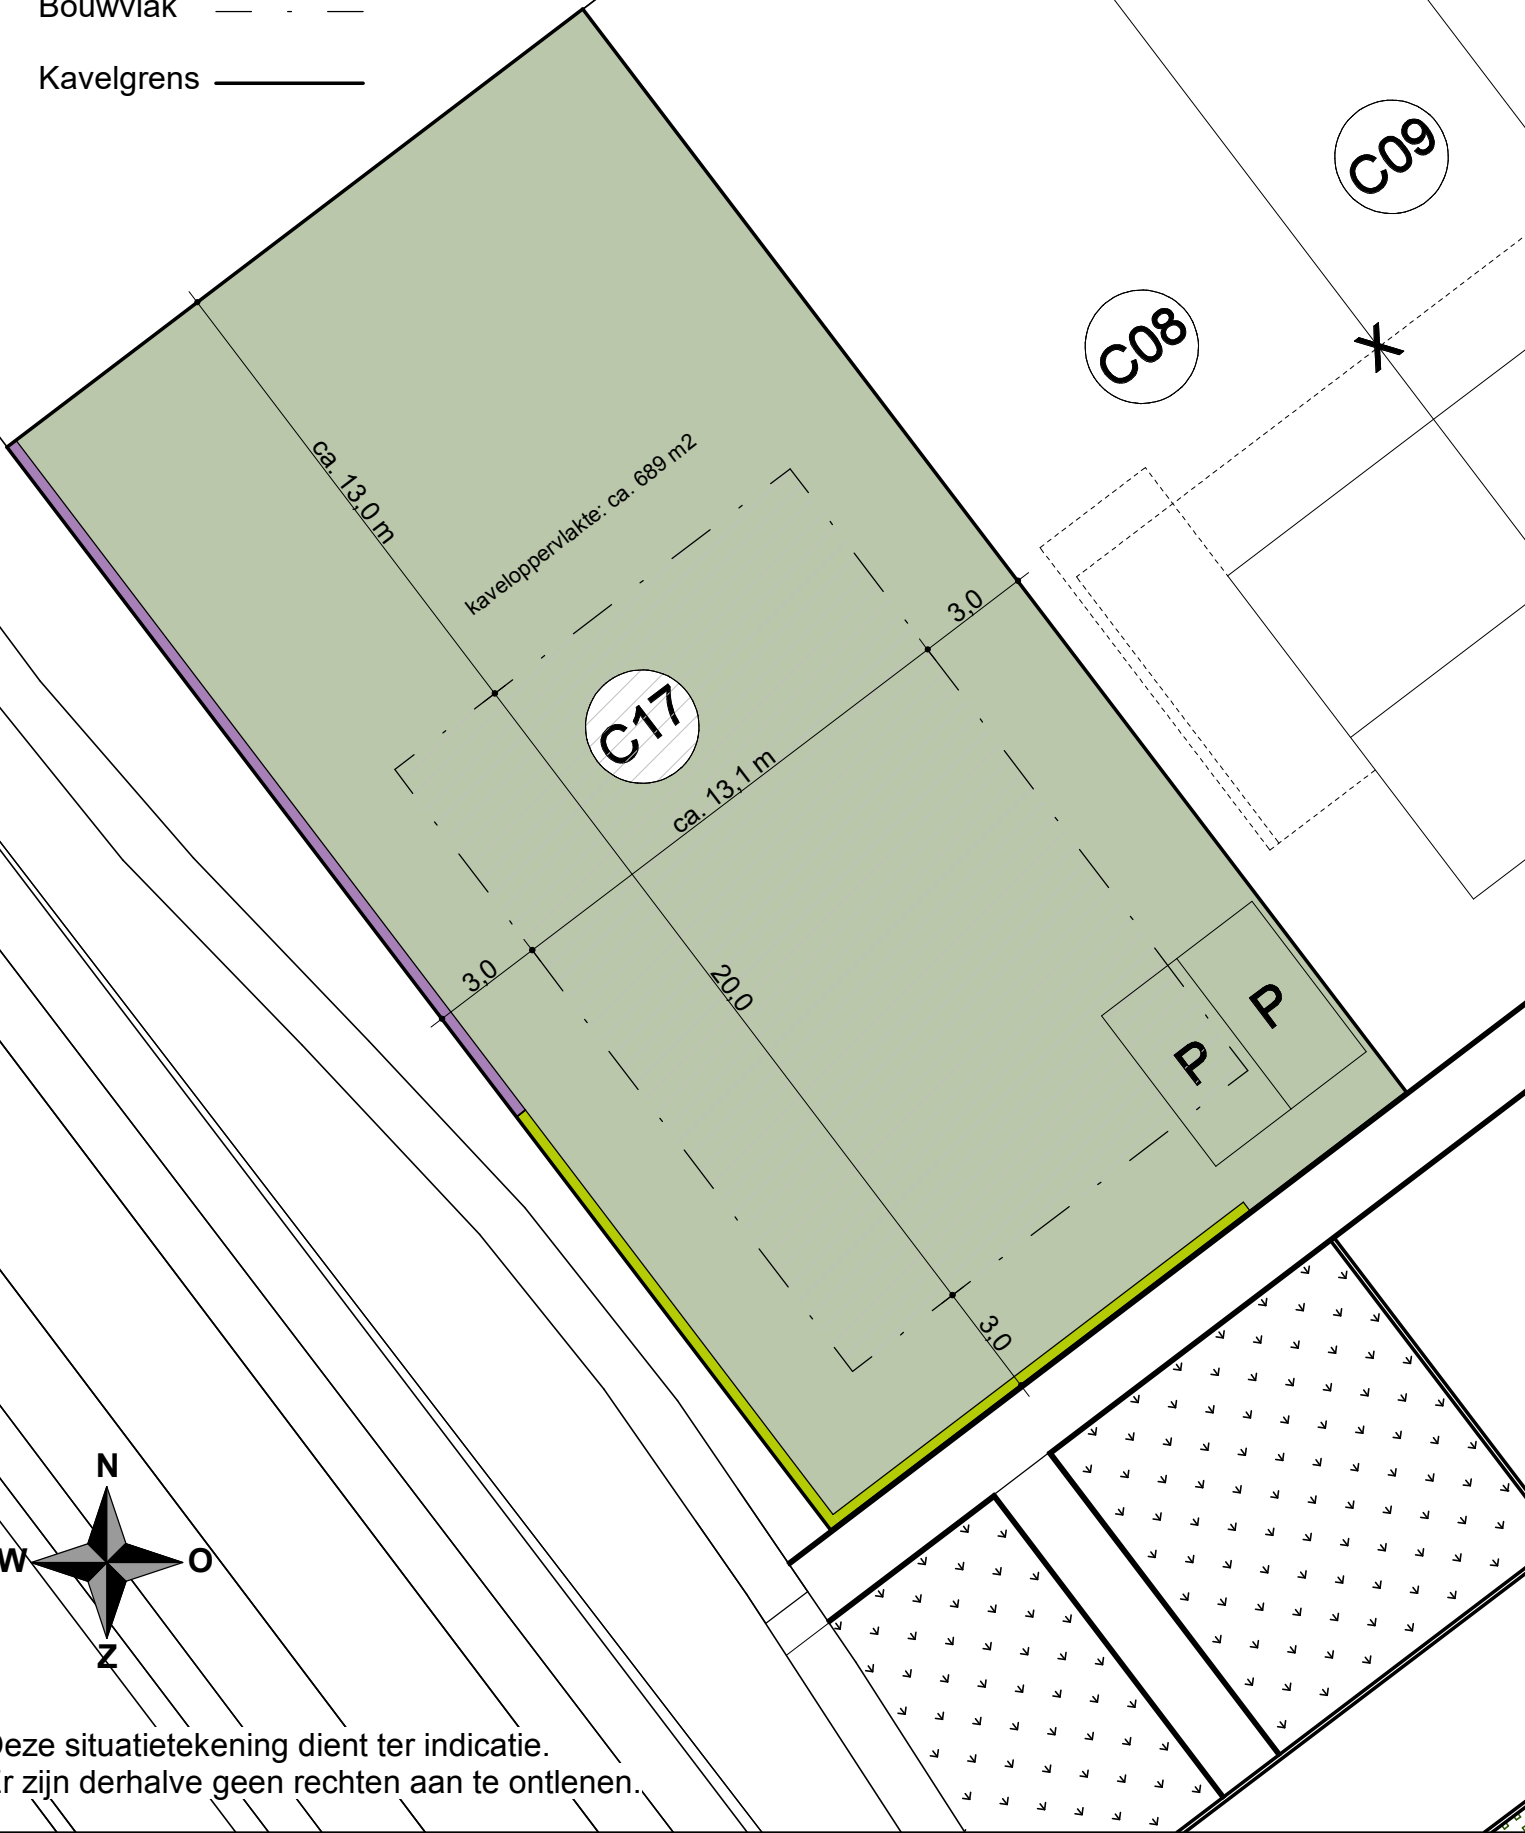 Bouwvlak
Kavelgrens
C09
C08
X
ca. 13,0 m
kaveloppervlakte: ca. 689 m2
3,0
C17
ca. 13,1 m
3,0
20,0
P
P
3,0
N
W
O
Z
Deze situatietekening dient ter indicatie.
Er zijn derhalve geen rechten aan te ontlenen.